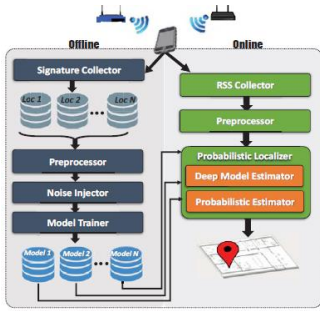 Offline
Online
Signature Collector
Loc 1
Loc 2
Loc N
Preprocessor
Noise Injector
Model Trainer
Model 1
Model 2
Model N
RSS Collector
Preprocessor
Probabilistic Localizer
Deep Model Estimator
Probabilistic Estimator